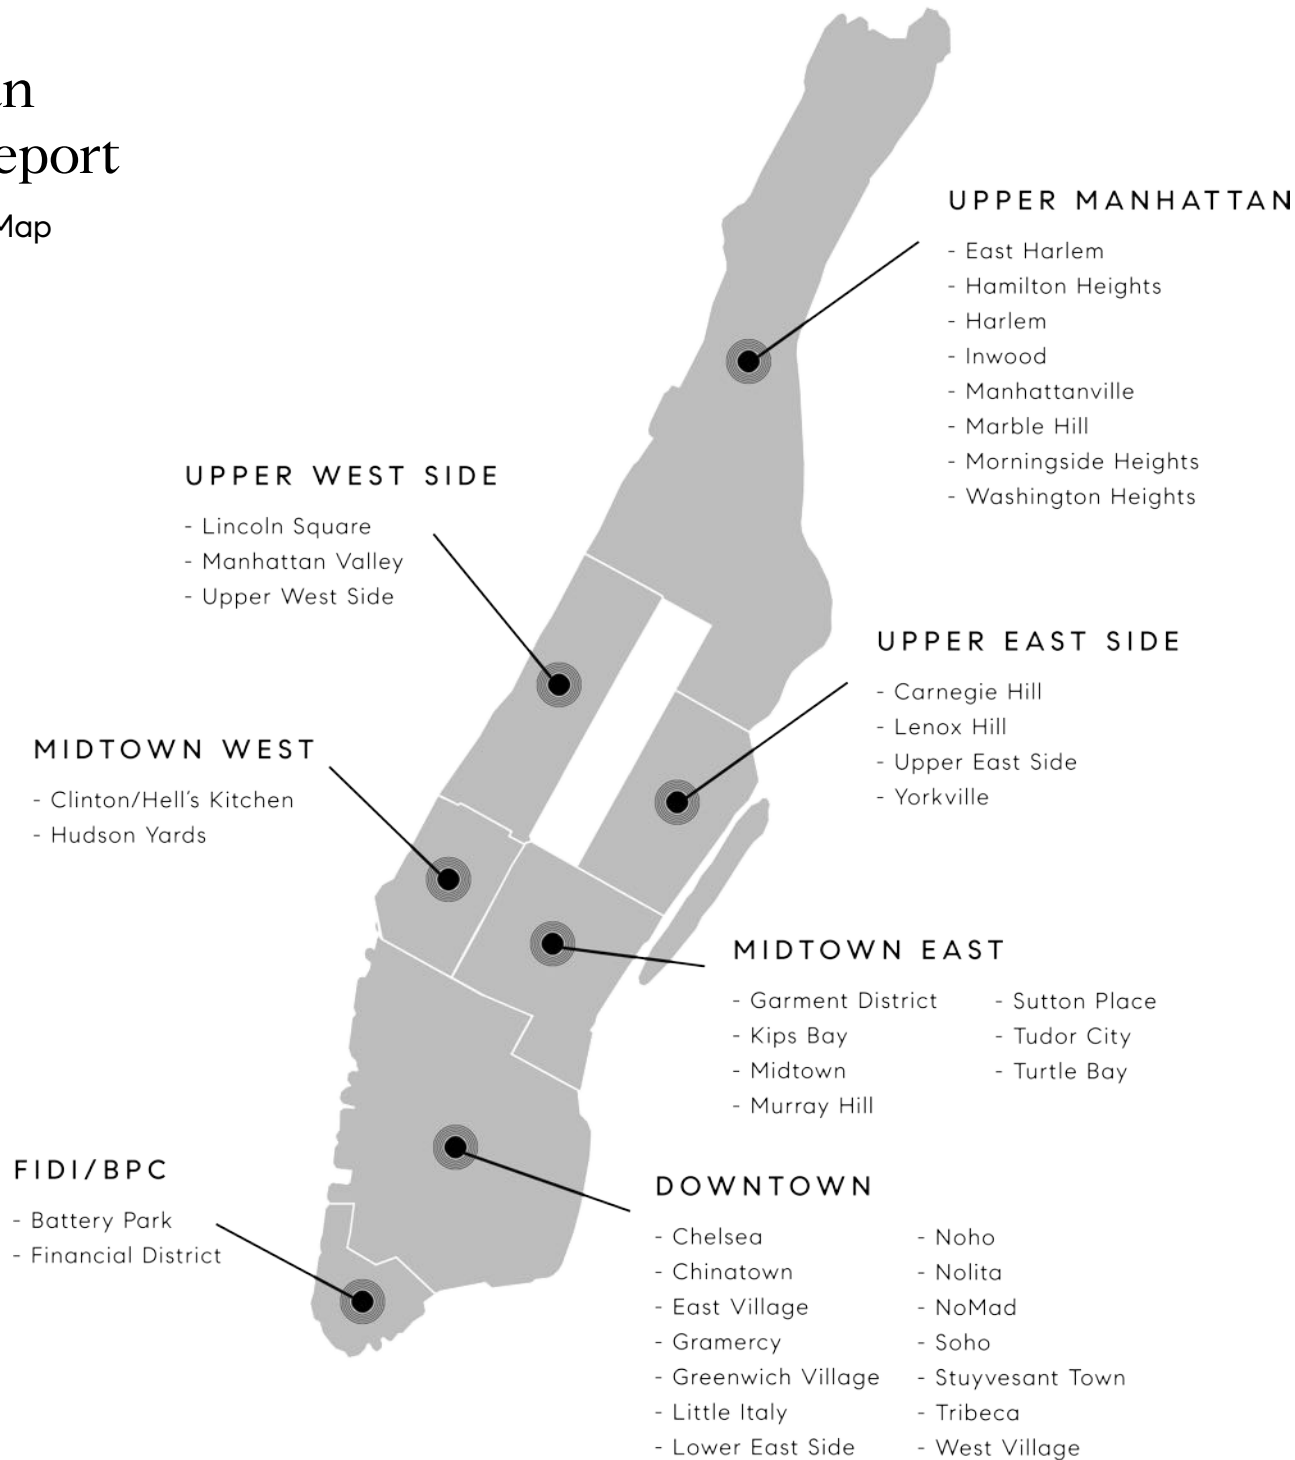 eport
Map
UPPER MANHATTAN
- East Harlem
- Hamilton Heights
- Harlem
- Inwood
- Manhattanville
- Marble Hill
- Morningside Heights
- Washington Heights
UPPER WEST SIDE
- Lincoln Square
- Manhattan Valley
- Upper West Side
UPPER EAST SIDE
- Carnegie Hill
- Lenox Hill
- Upper East Side
- Yorkville
MIDTOWN WEST
- Clinton/Hell's Kitchen
- Hudson Yards
MIDTOWN EAST
- Garment District
- Kips Bay
- Midtown
- Murray Hill
- Sutton Place
- Tudor City
- Turtle Bay
FIDI/BPC
- Battery Park
- Financial District
DOWNTOWN
- Chelsea
- Chinatown
- East Village
- Gramercy
- Greenwich Village
- Little Italy
- Lower East Side
- Noho
- Nolita
- NoMad
- Soho
- Stuyvesant Town
- Tribeca
- West Village